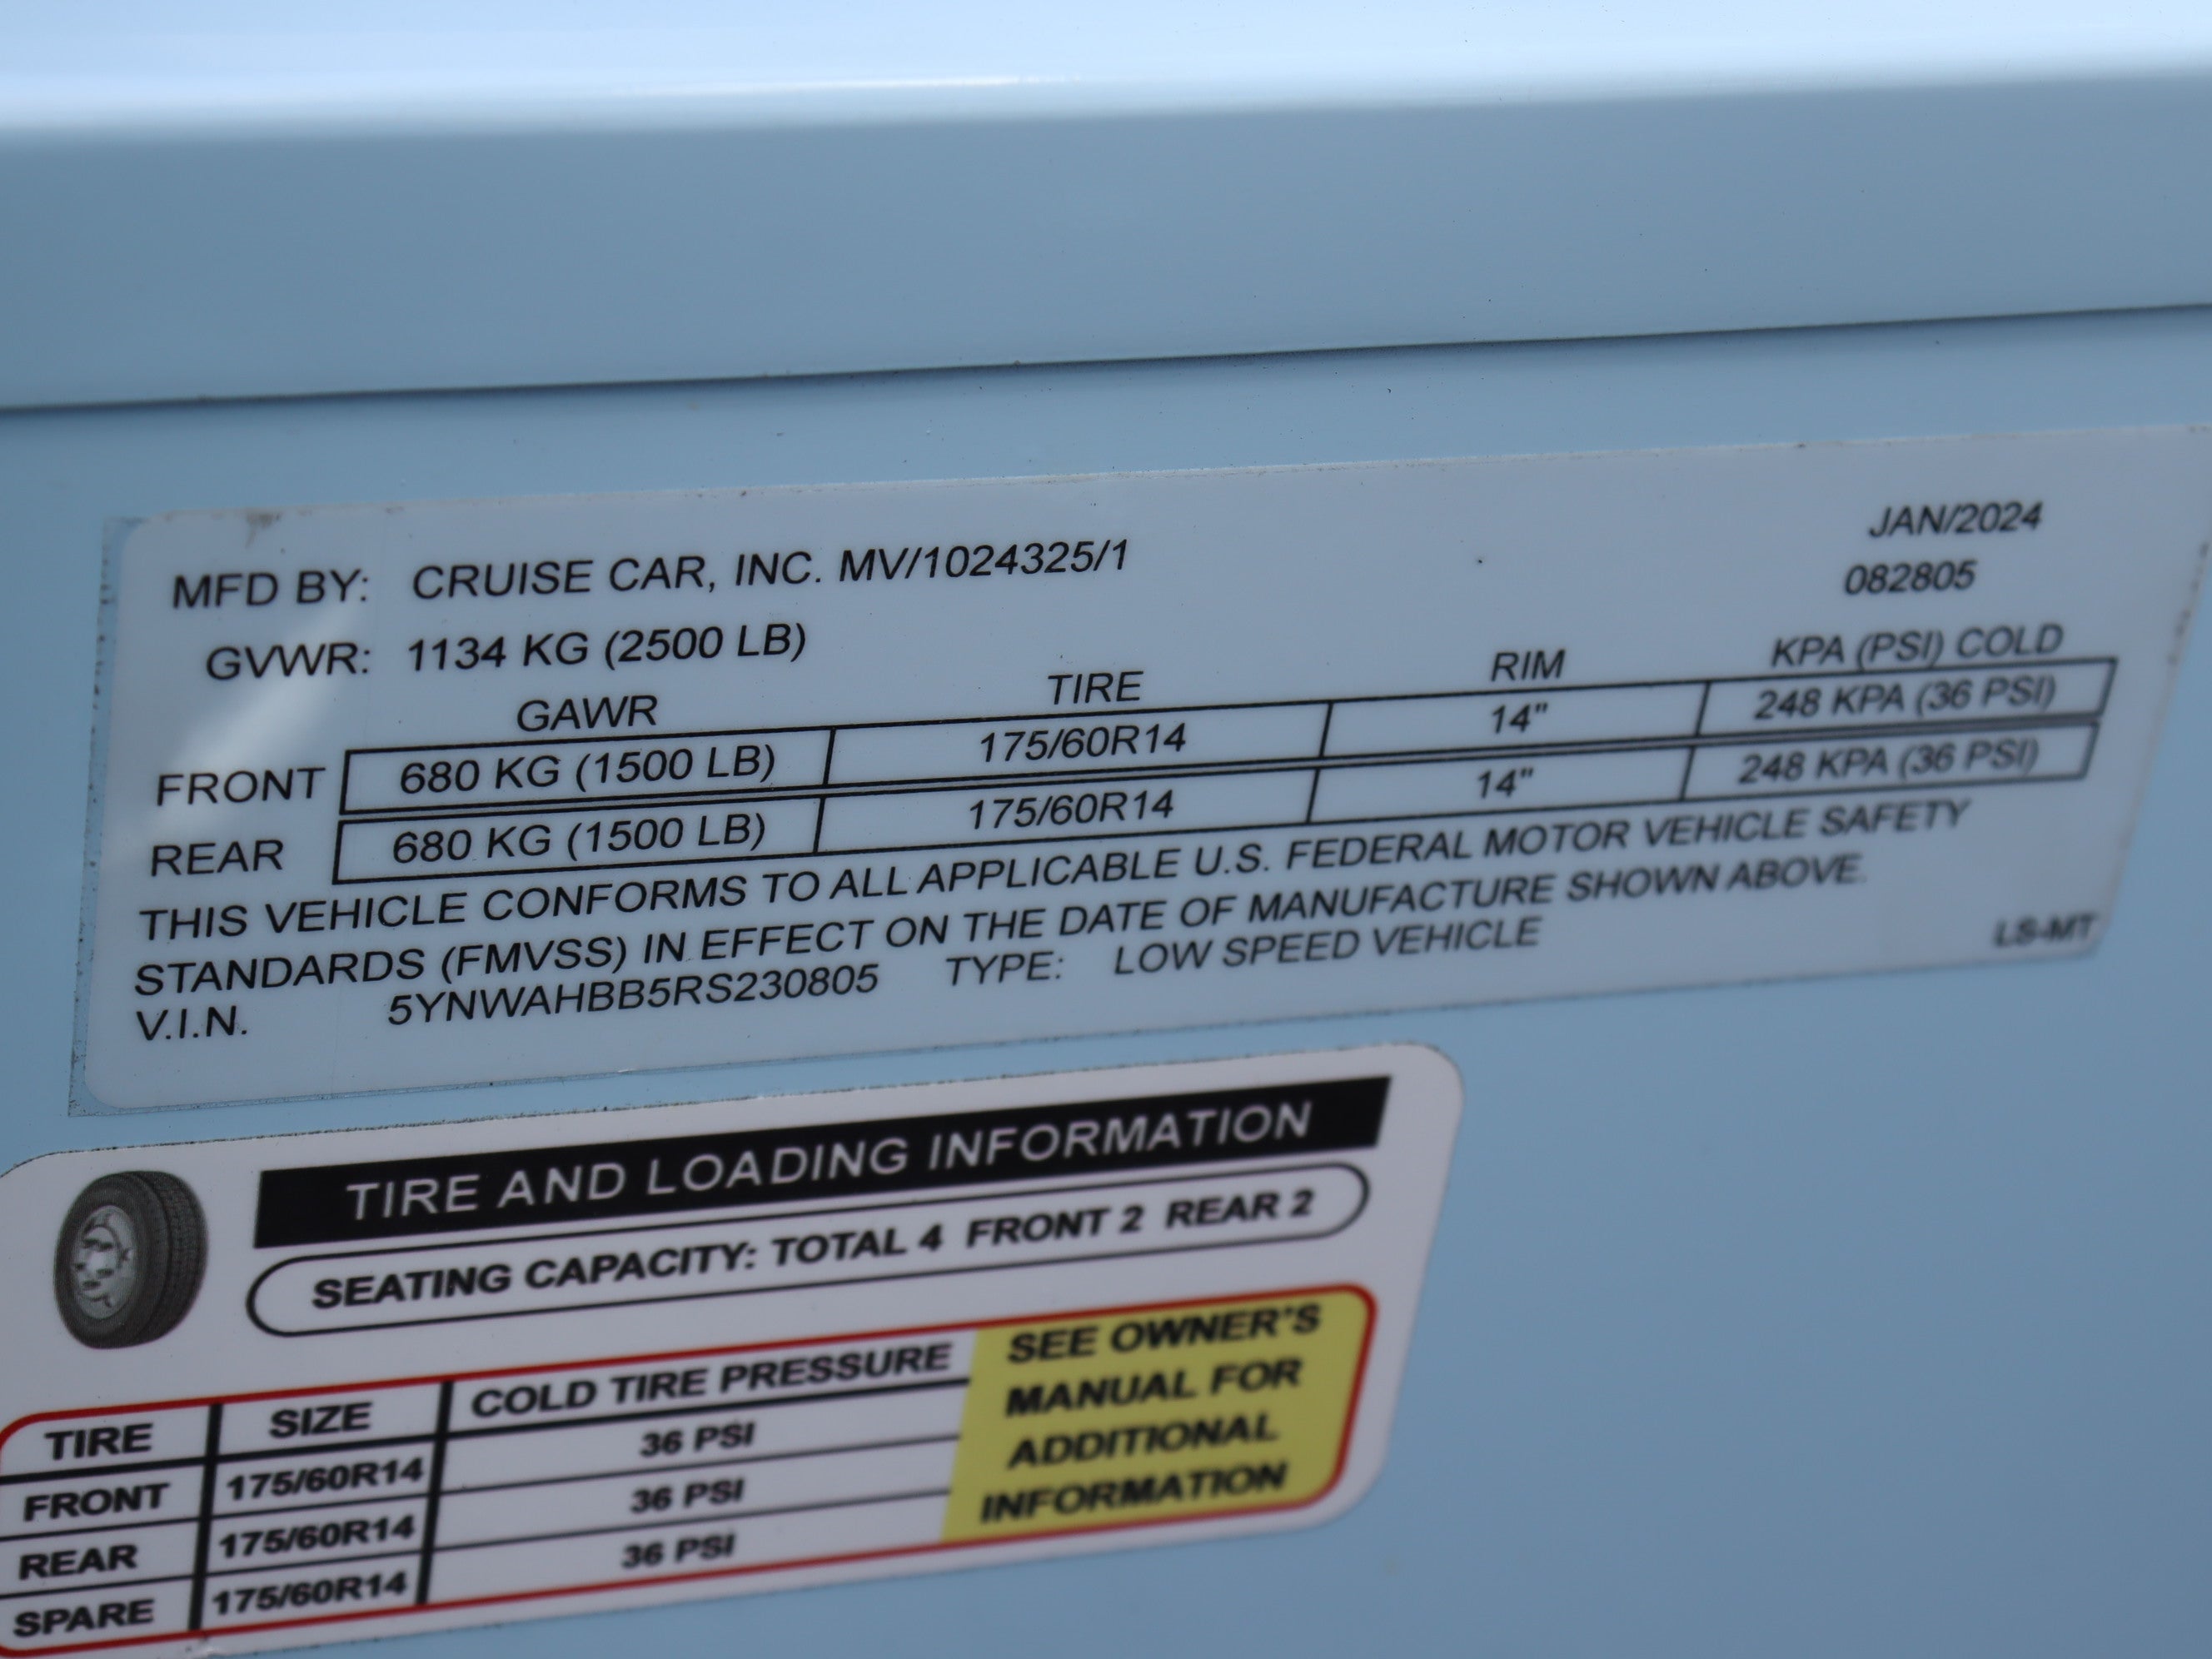 JAN/2024
MFD BY: CRUISE CAR, INC. MV/1024325/1
082805
GVWR: 1134 KG (2500 LB)
GAWR TIRE RIM KPA (PSI) COLD
FRONT 680 KG (1500 LB) 175/60R14 14" 248 KPA (36 PSI)
REAR 680 KG (1500 LB) 175/60R14 14" 248 KPA (36 PSI)
THIS VEHICLE CONFORMS TO ALL APPLICABLE U.S. FEDERAL MOTOR VEHICLE SAFETY
STANDARDS (FMVSS) IN EFFECT ON THE DATE OF MANUFACTURE SHOWN ABOVE.
V.I.N. 5YNWAHBB5RS230805 TYPE: LOW SPEED VEHICLE LS-MT
TIRE AND LOADING INFORMATION
SEATING CAPACITY: TOTAL 4 FRONT 2 REAR 2
TIRE SIZE COLD TIRE PRESSURE
FRONT 175/60R14 36 PSI
REAR 175/60R14 36 PSI
SPARE 175/60R14 36 PSI
SEE OWNER'S
MANUAL FOR
ADDITIONAL
INFORMATION